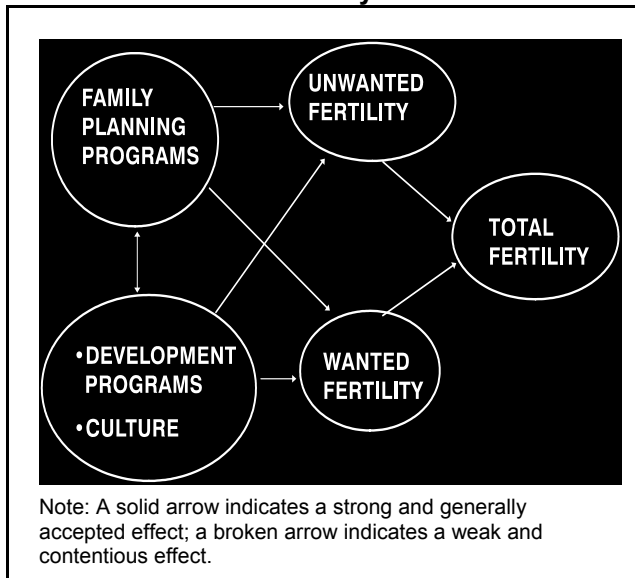 FAMILY
PLANNING
PROGRAMS
UNWANTED
FERTILITY
TOTAL
FERTILITY
•DEVELOPMENT
PROGRAMS
•CULTURE
WANTED
FERTILITY
Note: A solid arrow indicates a strong and generally
accepted effect; a broken arrow indicates a weak and
contentious effect.